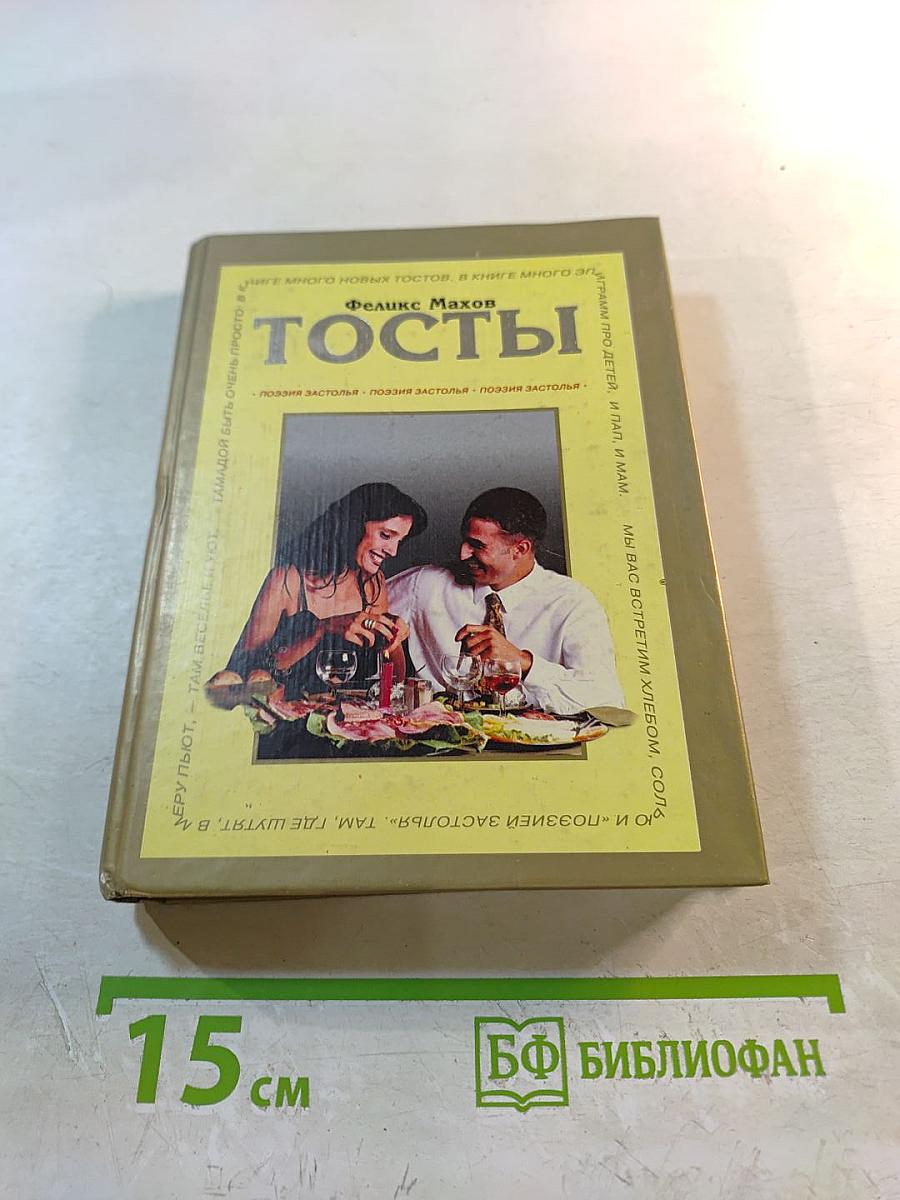 Феликс Махов
ТОСТЫ
• ПОЭЗИЯ ЗАСТОЛЬЯ • ПОЭЗИЯ ЗАСТОЛЬЯ • ПОЭЗИЯ ЗАСТОЛЬЯ •
ТАМАДОЙ БЫТЬ ОЧЕНЬ ПРОСТО: В КНИГЕ МНОГО НОВЫХ ТОСТОВ. В КНИГЕ МНОГО ЭПИГРАММ ПРО ДЕТЕЙ, И ПАП, И МАМ.
МЫ ВАС ВСТРЕТИМ ХЛЕБОМ, СОЛЬЮ И «ПОЭЗИЕЙ ЗАСТОЛЬЯ». ТАМ, ГДЕ ШУТЯТ, В МЕРУ ПЬЮТ, – ТАМ ВЕСЕЛЬЕ И УЮТ.
15 см
БФ БИБЛИОФАН